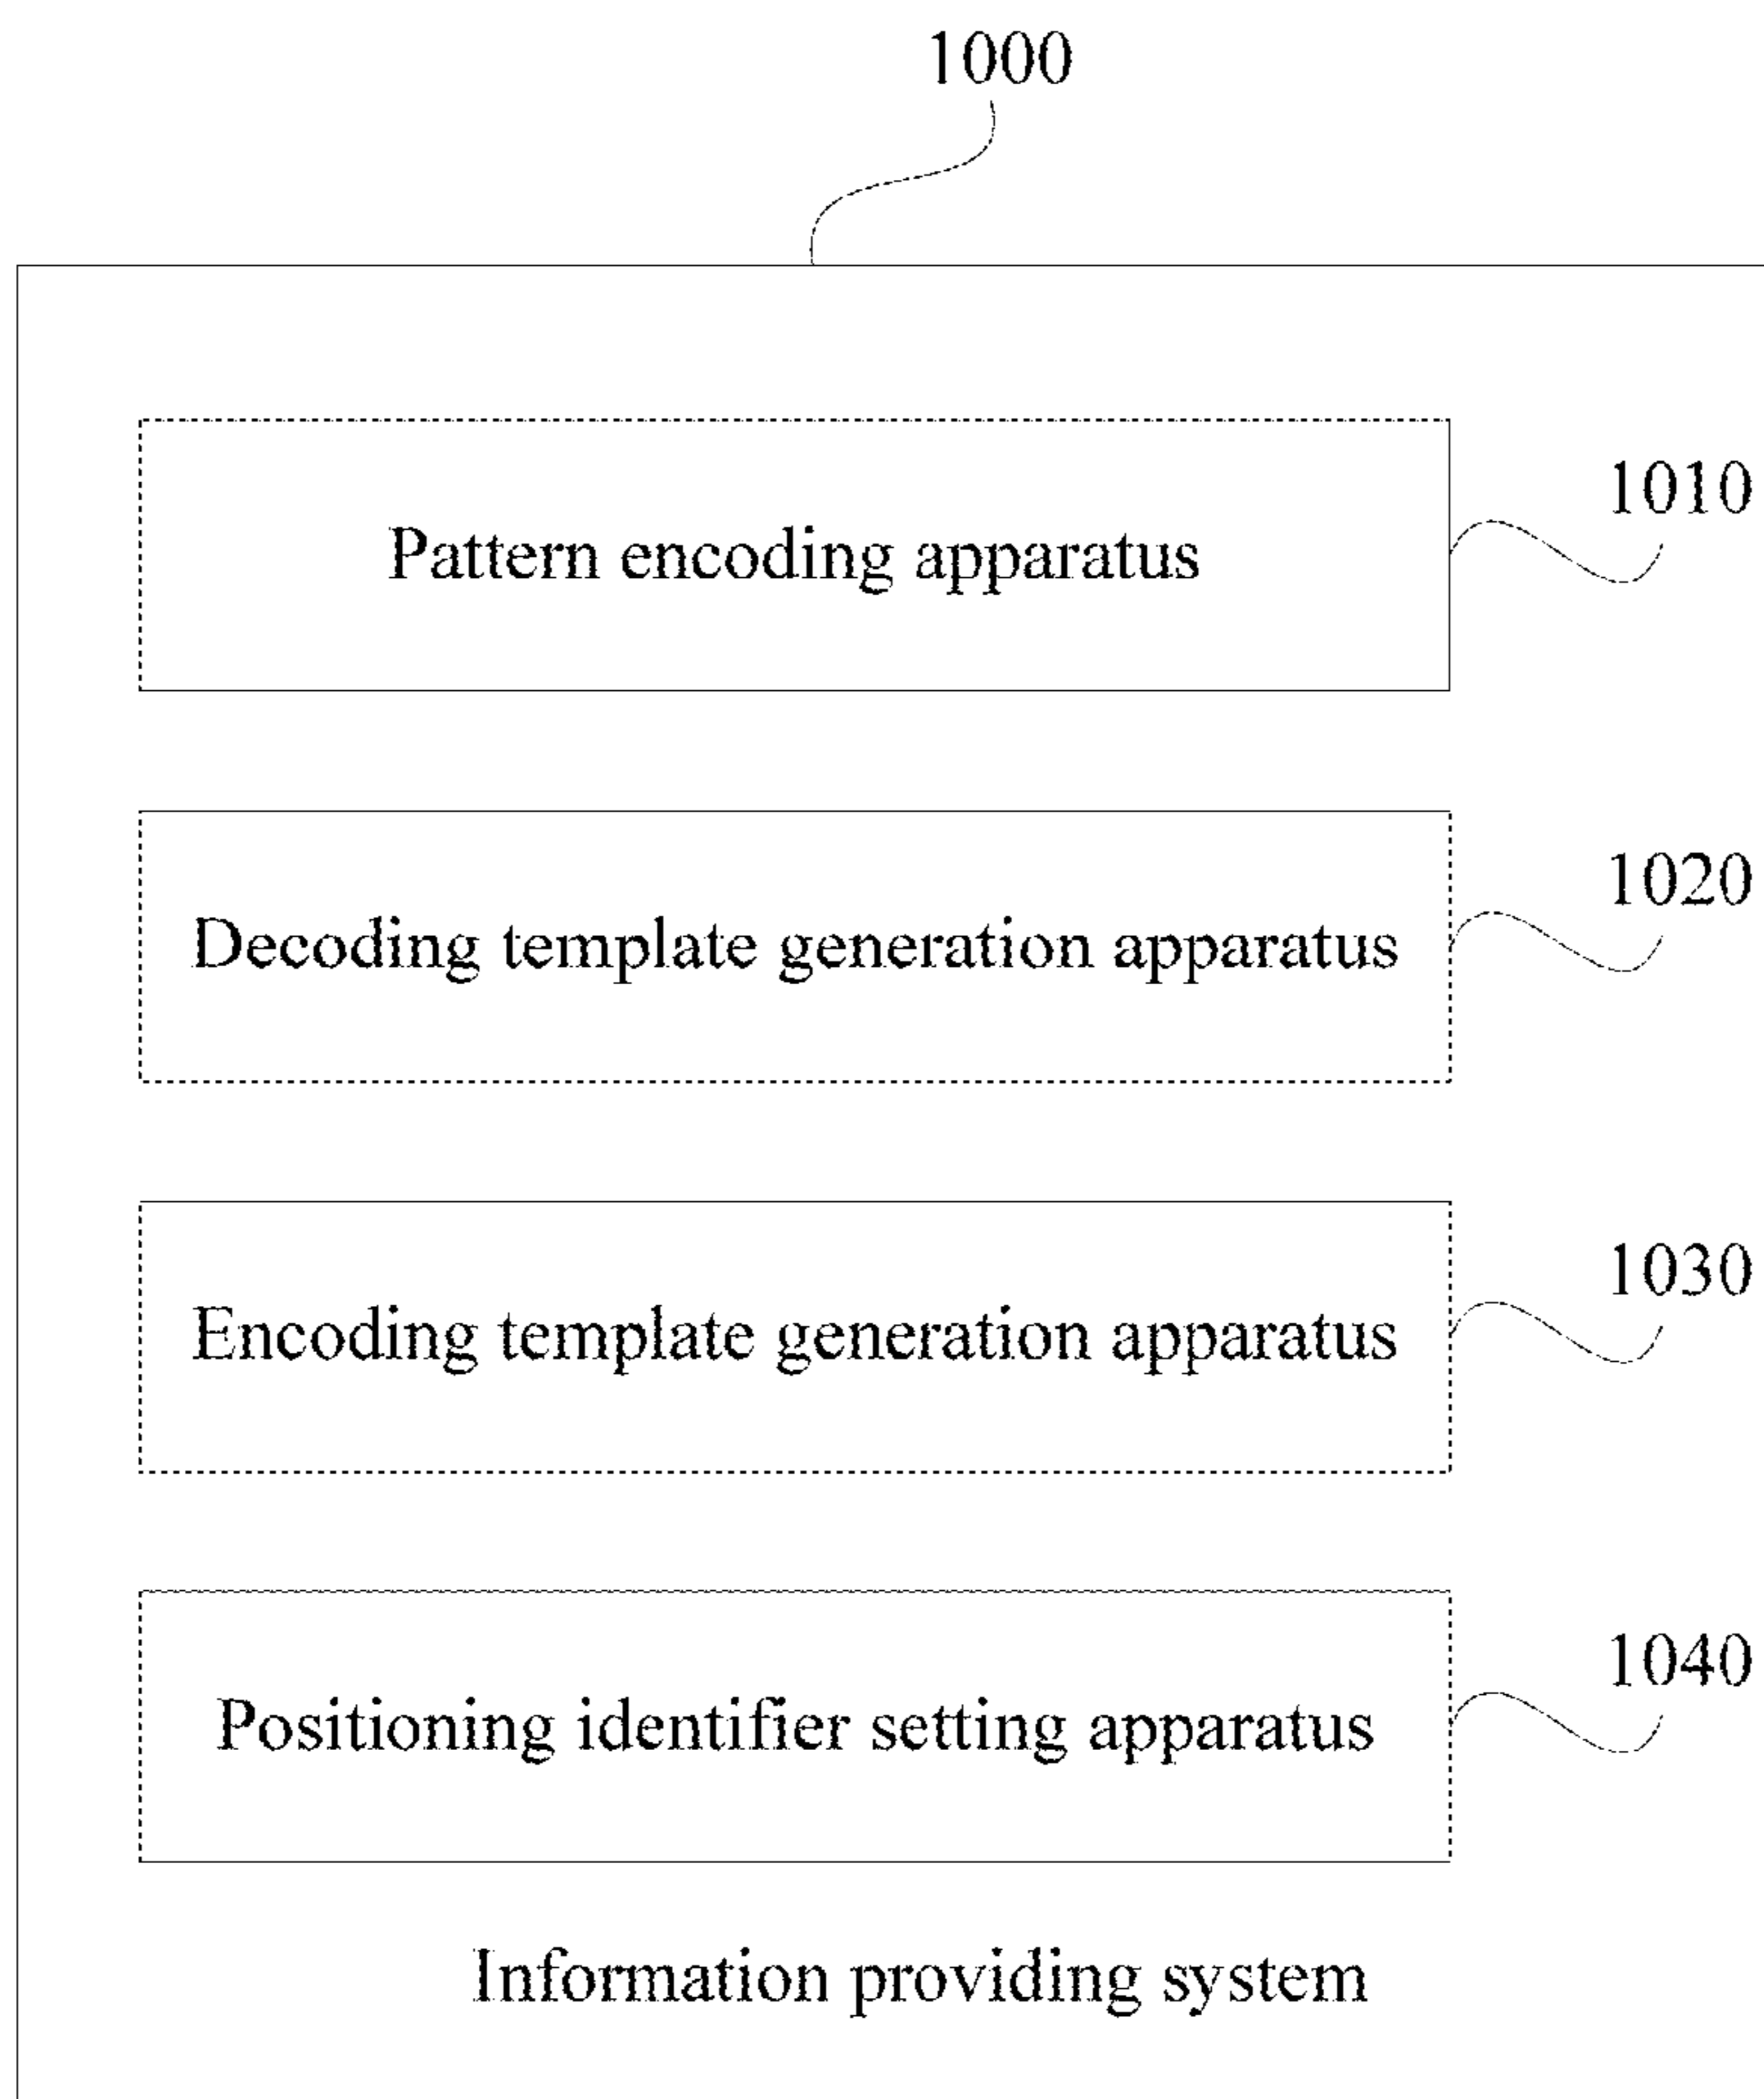 1000
Pattern encoding apparatus
1010
Decoding template generation apparatus
1020
Encoding template generation apparatus
1030
Positioning identifier setting apparatus
1040
Information providing system